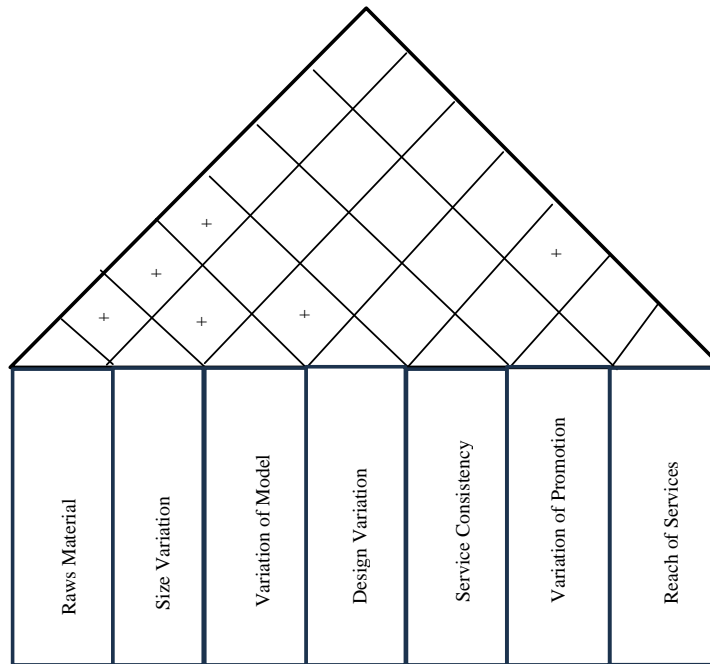 +
+
+
+
+
+
Raws Material
Size Variation
Variation of Model
Design Variation
Service Consistency
Variation of Promotion
Reach of Services